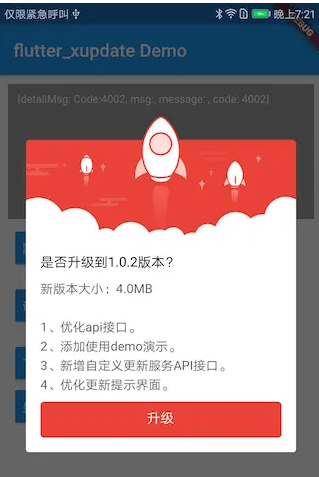 仅限紧急呼叫
晚上7:21
DEBUG
flutter_xupdate Demo
{detailMsg: Code:4002, msg:, message: , code: 4002}
是否升级到1.0.2版本？
新版本大小：4.0MB
1、优化api接口。
2、添加使用demo演示。
3、新增自定义更新服务API接口。
4、优化更新提示界面。
升级